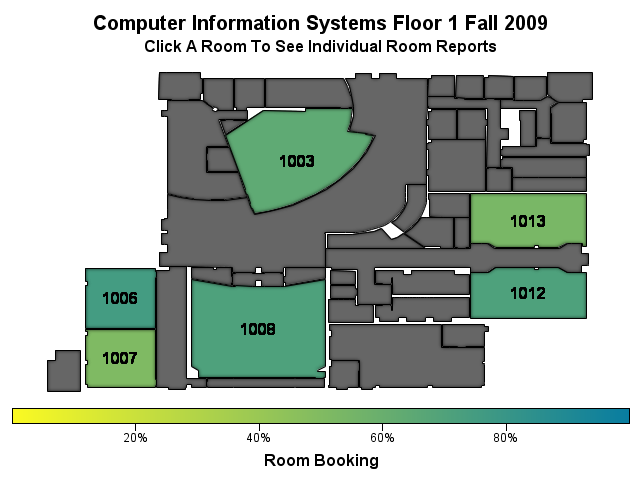 Computer Information Systems Floor 1 Fall 2009
Click A Room To See Individual Room Reports
1003
1013
1006
1012
1008
1007
20% 40% 60% 80%
Room Booking